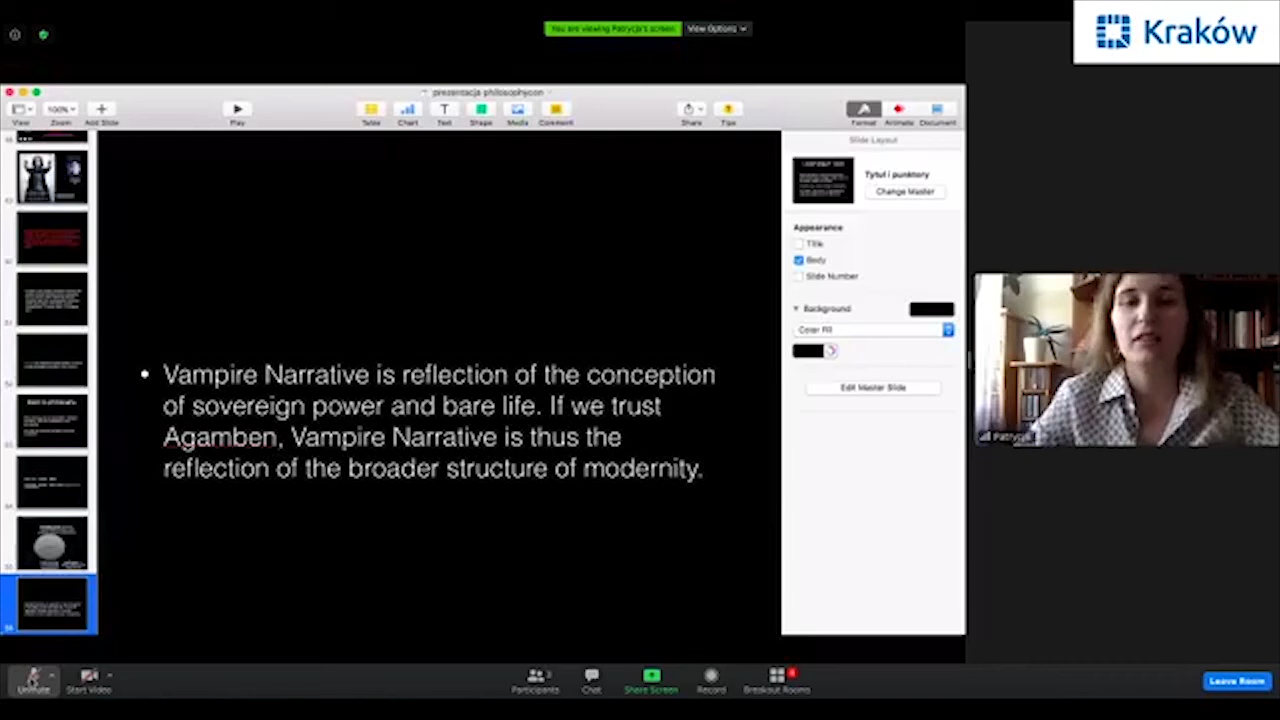 Kraków
You are viewing Patrycja's screen
View Options
prezentacja philosophycon
100%
View
Zoom
Add Slide
Play
Table
Chart
Text
Shape
Media
Comment
Share
Tips
Format
Animate
Document
Slide Layout
Tytuł i punktory
Change Master
Appearance
Title
Body
Slide Number
Background
Color Fill
Edit Master Slide
• Vampire Narrative is reflection of the conception
of sovereign power and bare life. If we trust
Agamben, Vampire Narrative is thus the
reflection of the broader structure of modernity.
Patrycja
Unmute
Start Video
Participants
Chat
Share Screen
Record
Breakout Rooms
Leave Room